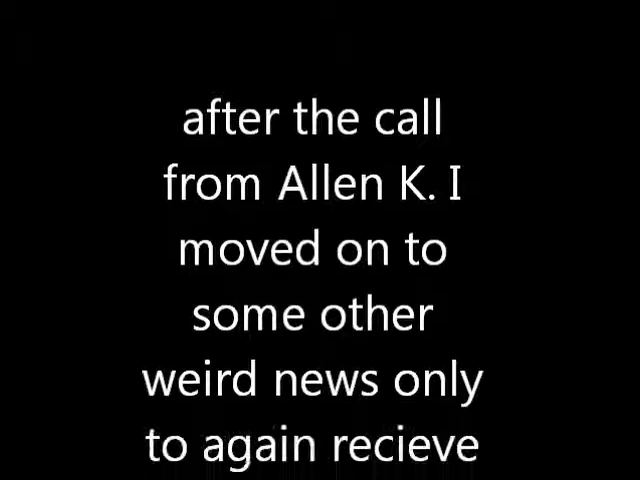 after the call
from Allen K. I
moved on to
some other
weird news only
to again recieve